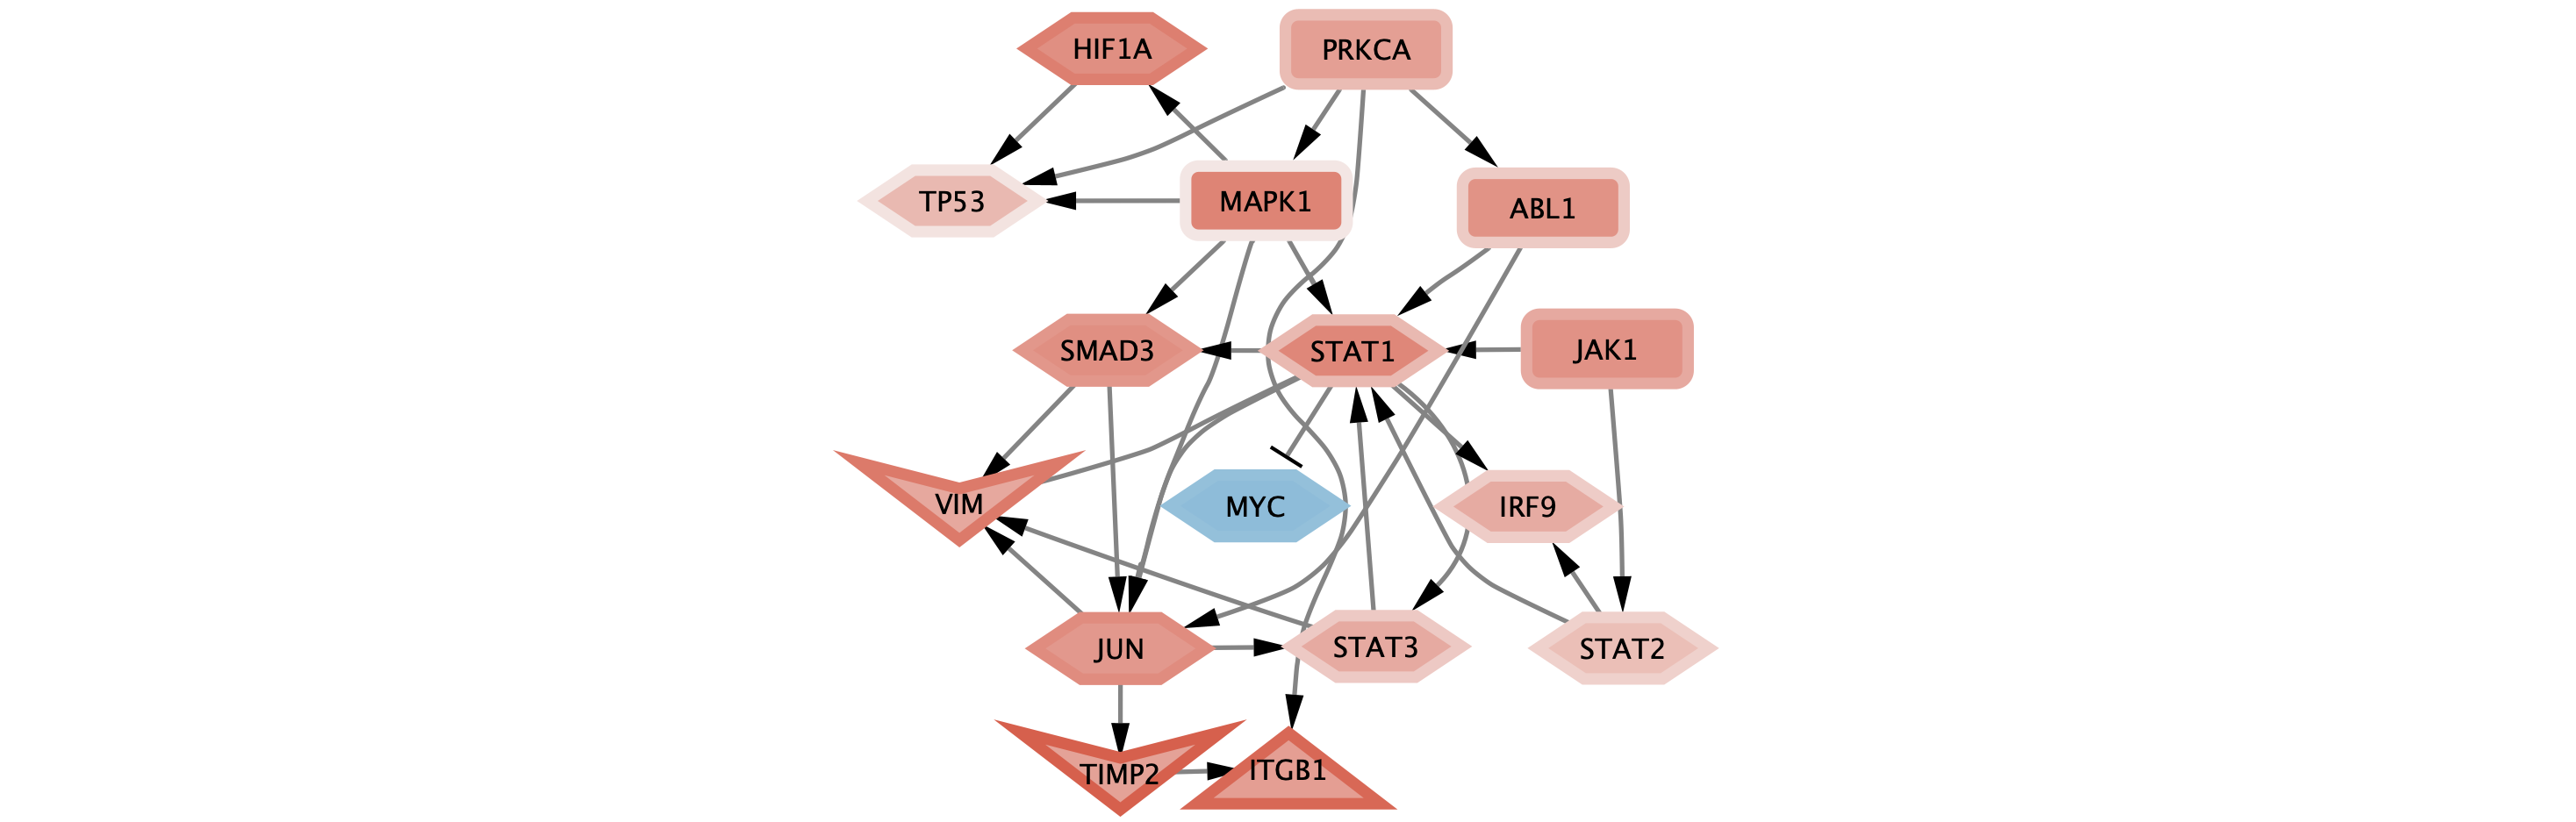 HIF1A
PRKCA
TP53
MAPK1
ABL1
SMAD3
STAT1
JAK1
VIM
MYC
IRF9
JUN
STAT3
STAT2
TIMP2
ITGB1